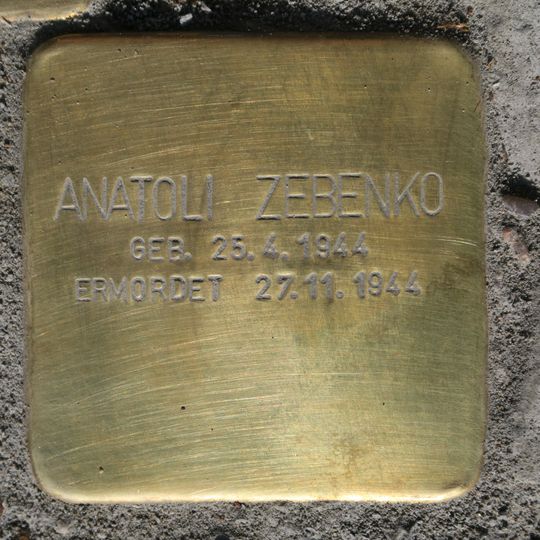 ANATOLI ZEBENKO
GEB. 25.4.1944
ERMORDET 27.11.1944